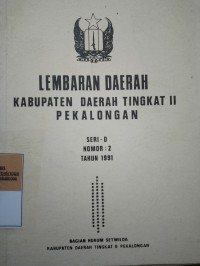 LEMBARAN DAERAH
KABUPATEN DAERAH TINGKAT II
PEKALONGAN
SERI - D
NOMOR : 2
TAHUN 1991
BAGIAN HUKUM SETWILDA
KABUPATEN DAERAH TINGKAT II PEKALONGAN